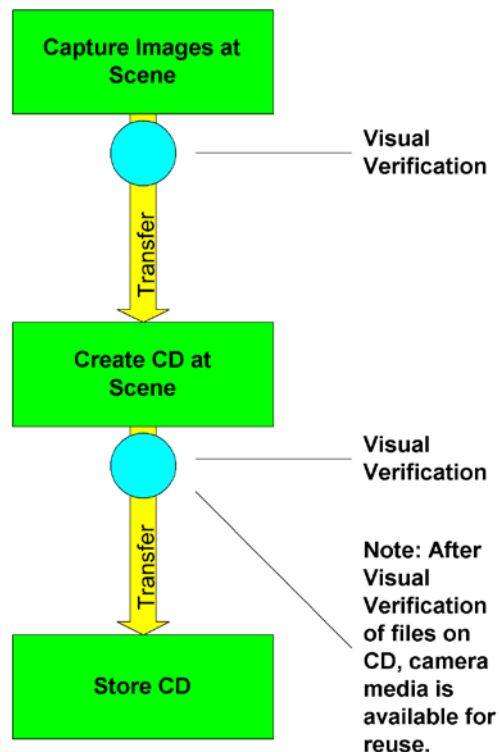 Capture Images at
Scene
Visual
Verification
Transfer
Create CD at
Scene
Visual
Verification
Transfer
Note: After
Visual
Verification
of files on
CD, camera
media is
available for
reuse.
Store CD